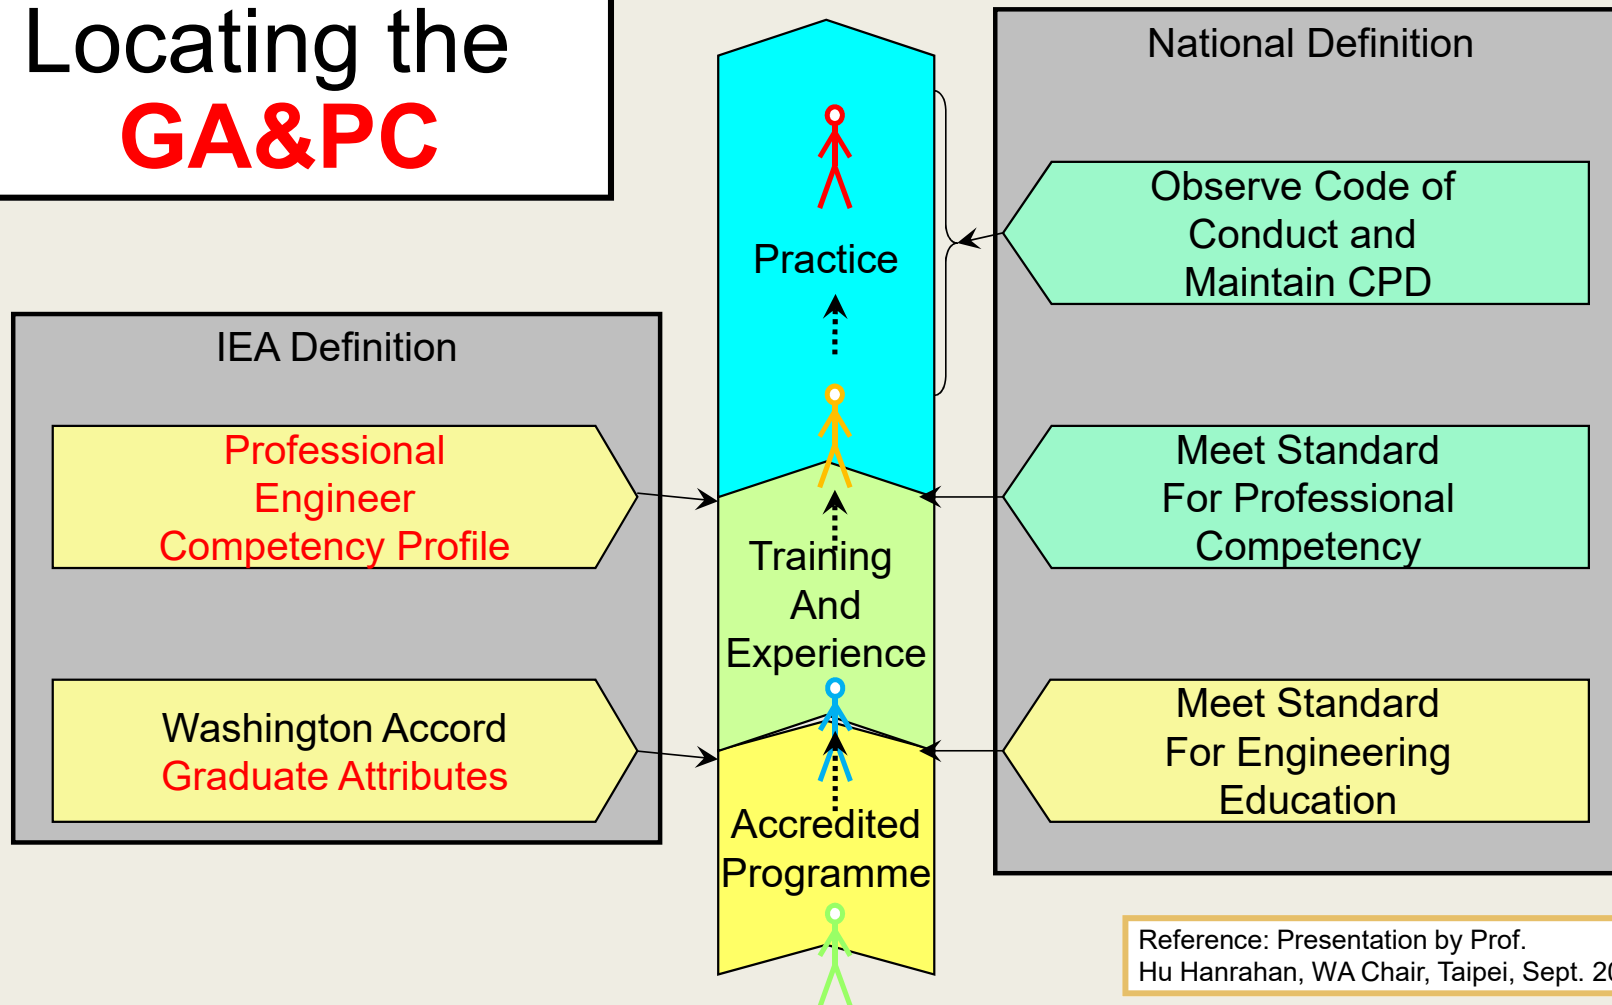 Locating the
GA&PC
IEA Definition
Professional
Engineer
Competency Profile
Washington Accord
Graduate Attributes
Practice
Training
And
Experience
Accredited
Programme
National Definition
Observe Code of
Conduct and
Maintain CPD
Meet Standard
For Professional
Competency
Meet Standard
For Engineering
Education
Reference: Presentation by Prof.
Hu Hanrahan, WA Chair, Taipei, Sept.